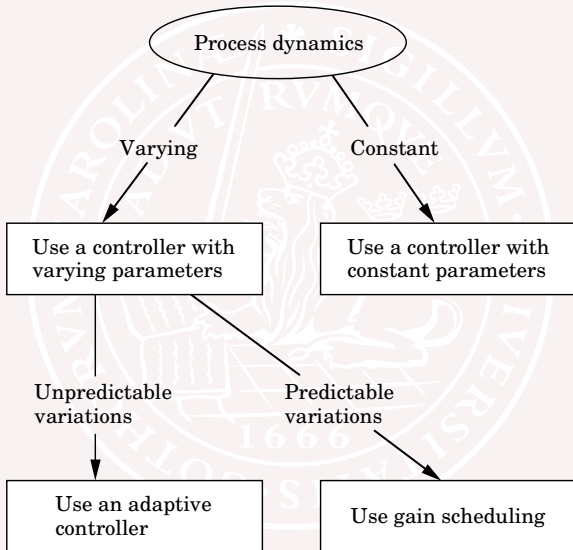 Process dynamics
Varying
Constant
Use a controller with
varying parameters
Use a controller with
constant parameters
Unpredictable
variations
Predictable
variations
1666
Use an adaptive
controller
Use gain scheduling